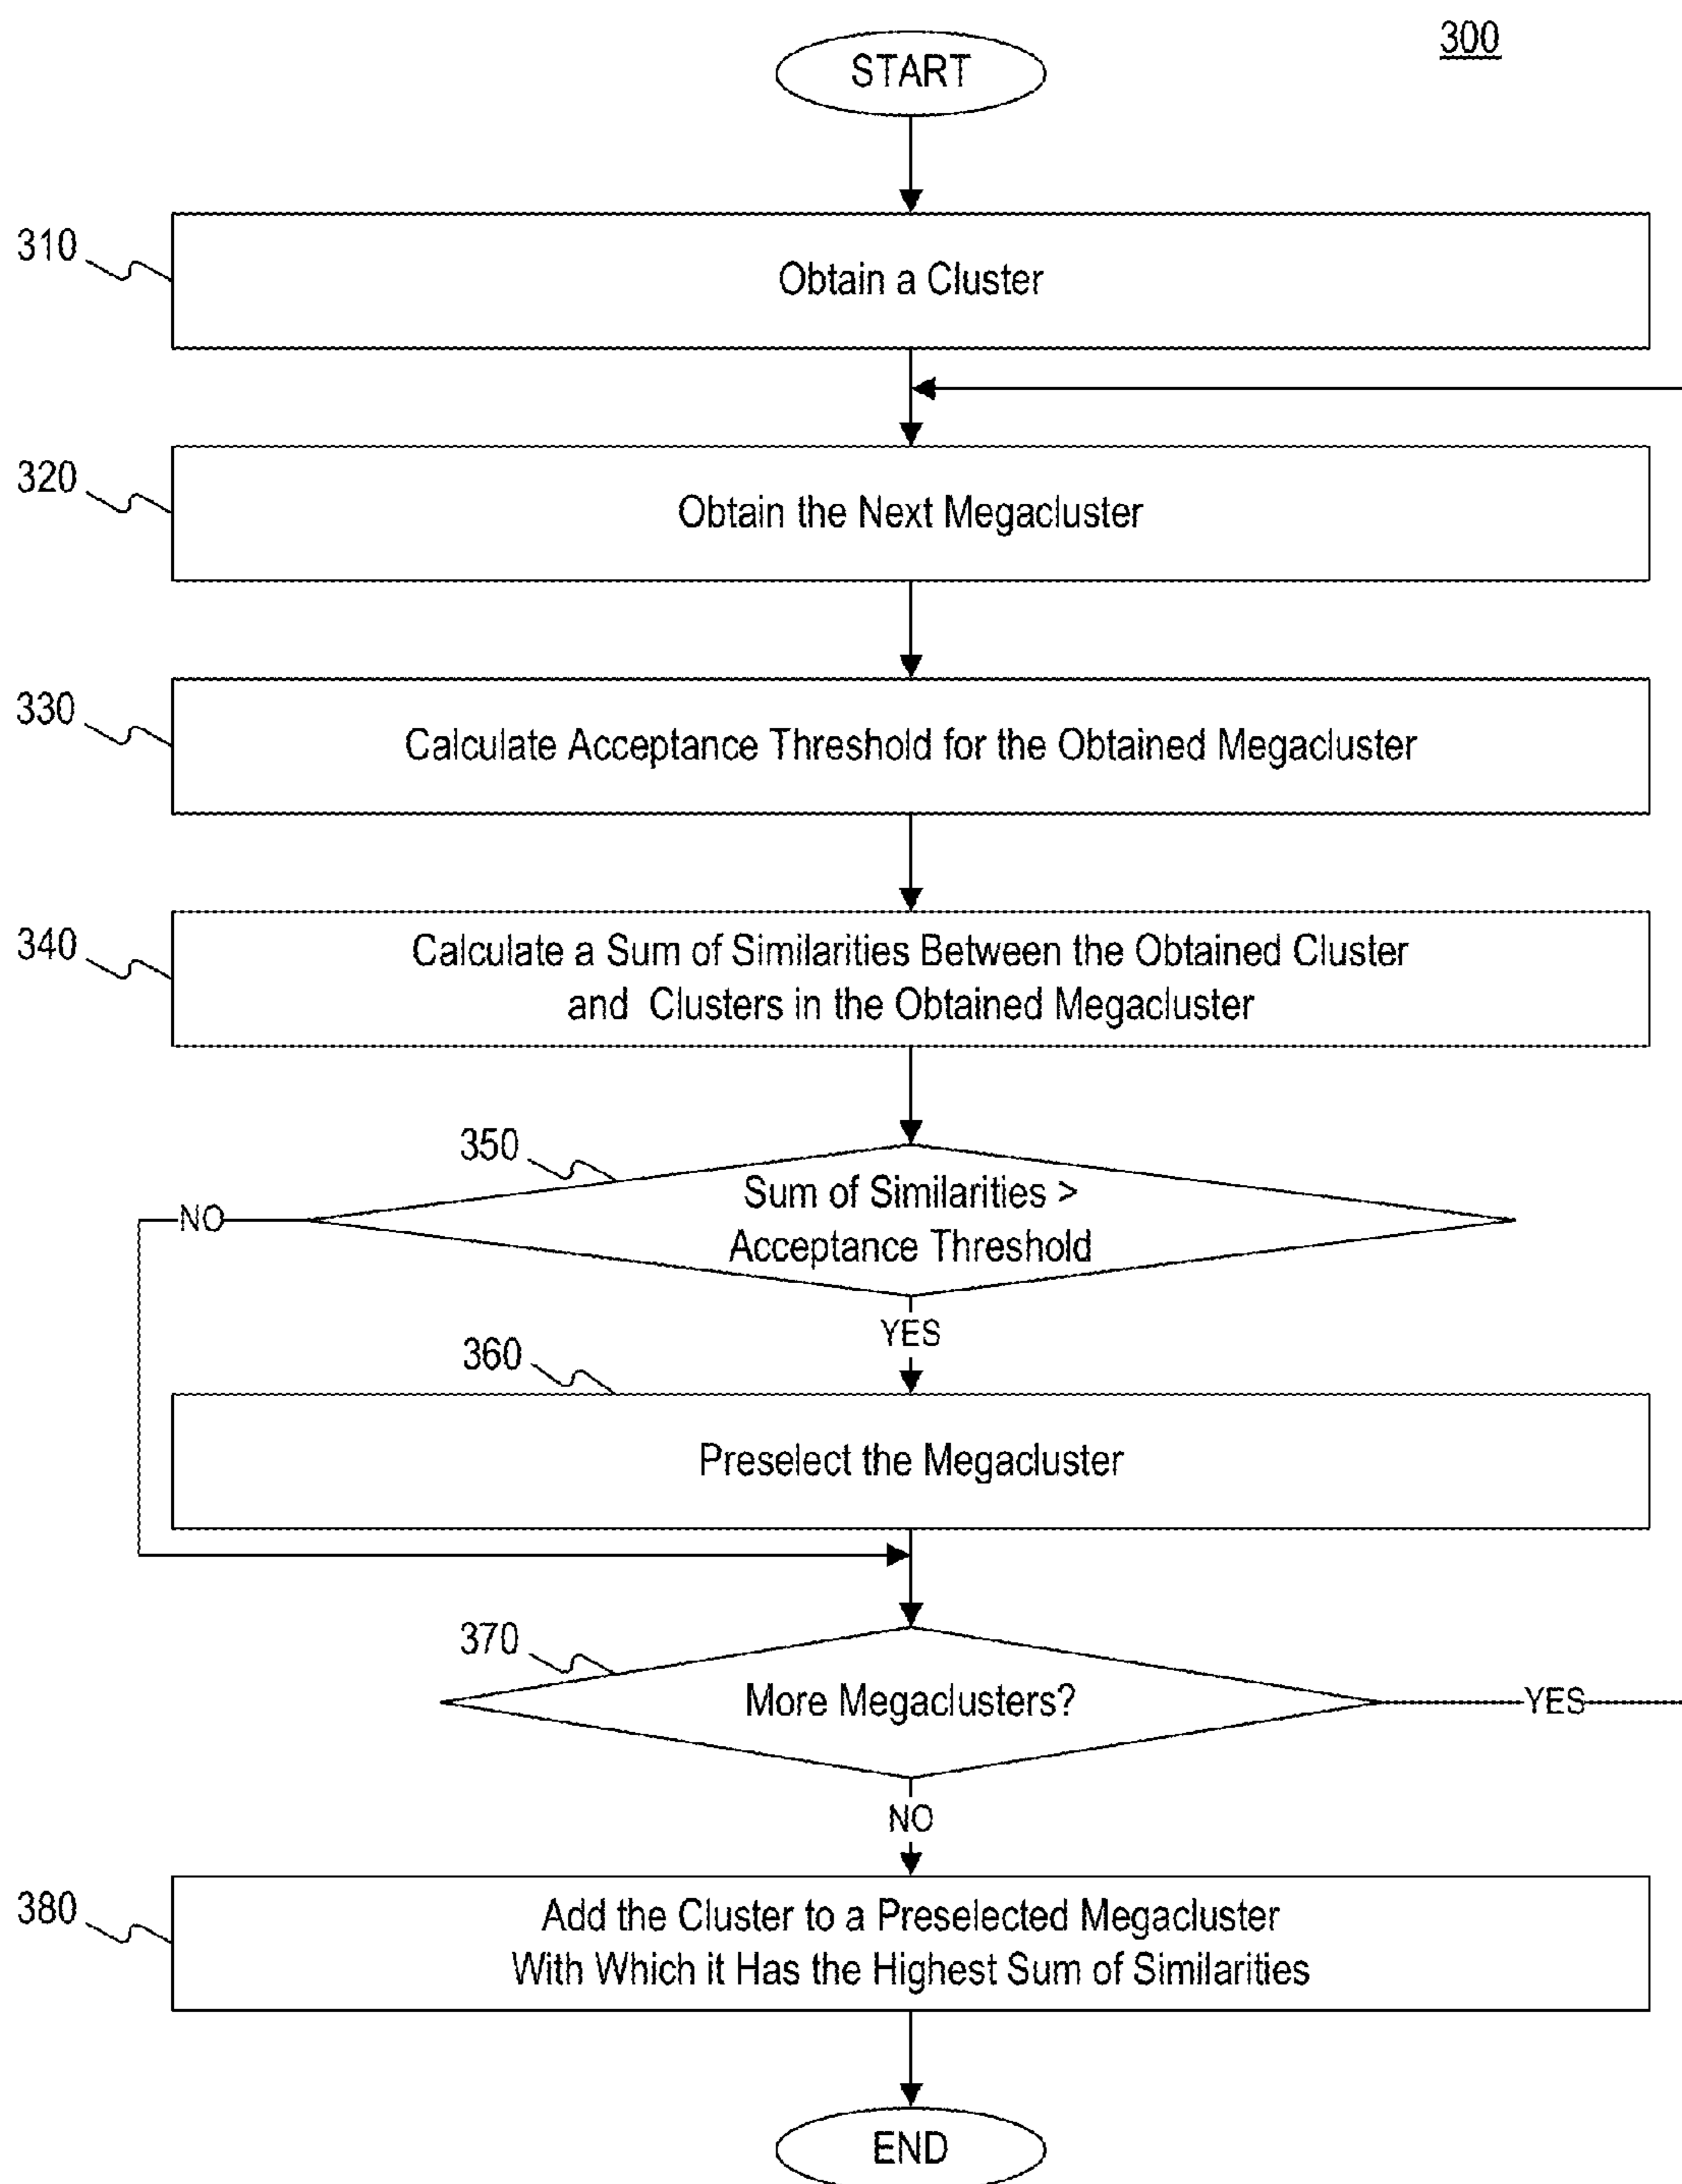 300
START
310
Obtain a Cluster
320
Obtain the Next Megacluster
330
Calculate Acceptance Threshold for the Obtained Megacluster
340
Calculate a Sum of Similarities Between the Obtained Cluster
and Clusters in the Obtained Megacluster
350
Sum of Similarities >
Acceptance Threshold
NO
YES
360
Preselect the Megacluster
370
More Megaclusters?
YES
NO
380
Add the Cluster to a Preselected Megacluster
With Which it Has the Highest Sum of Similarities
END